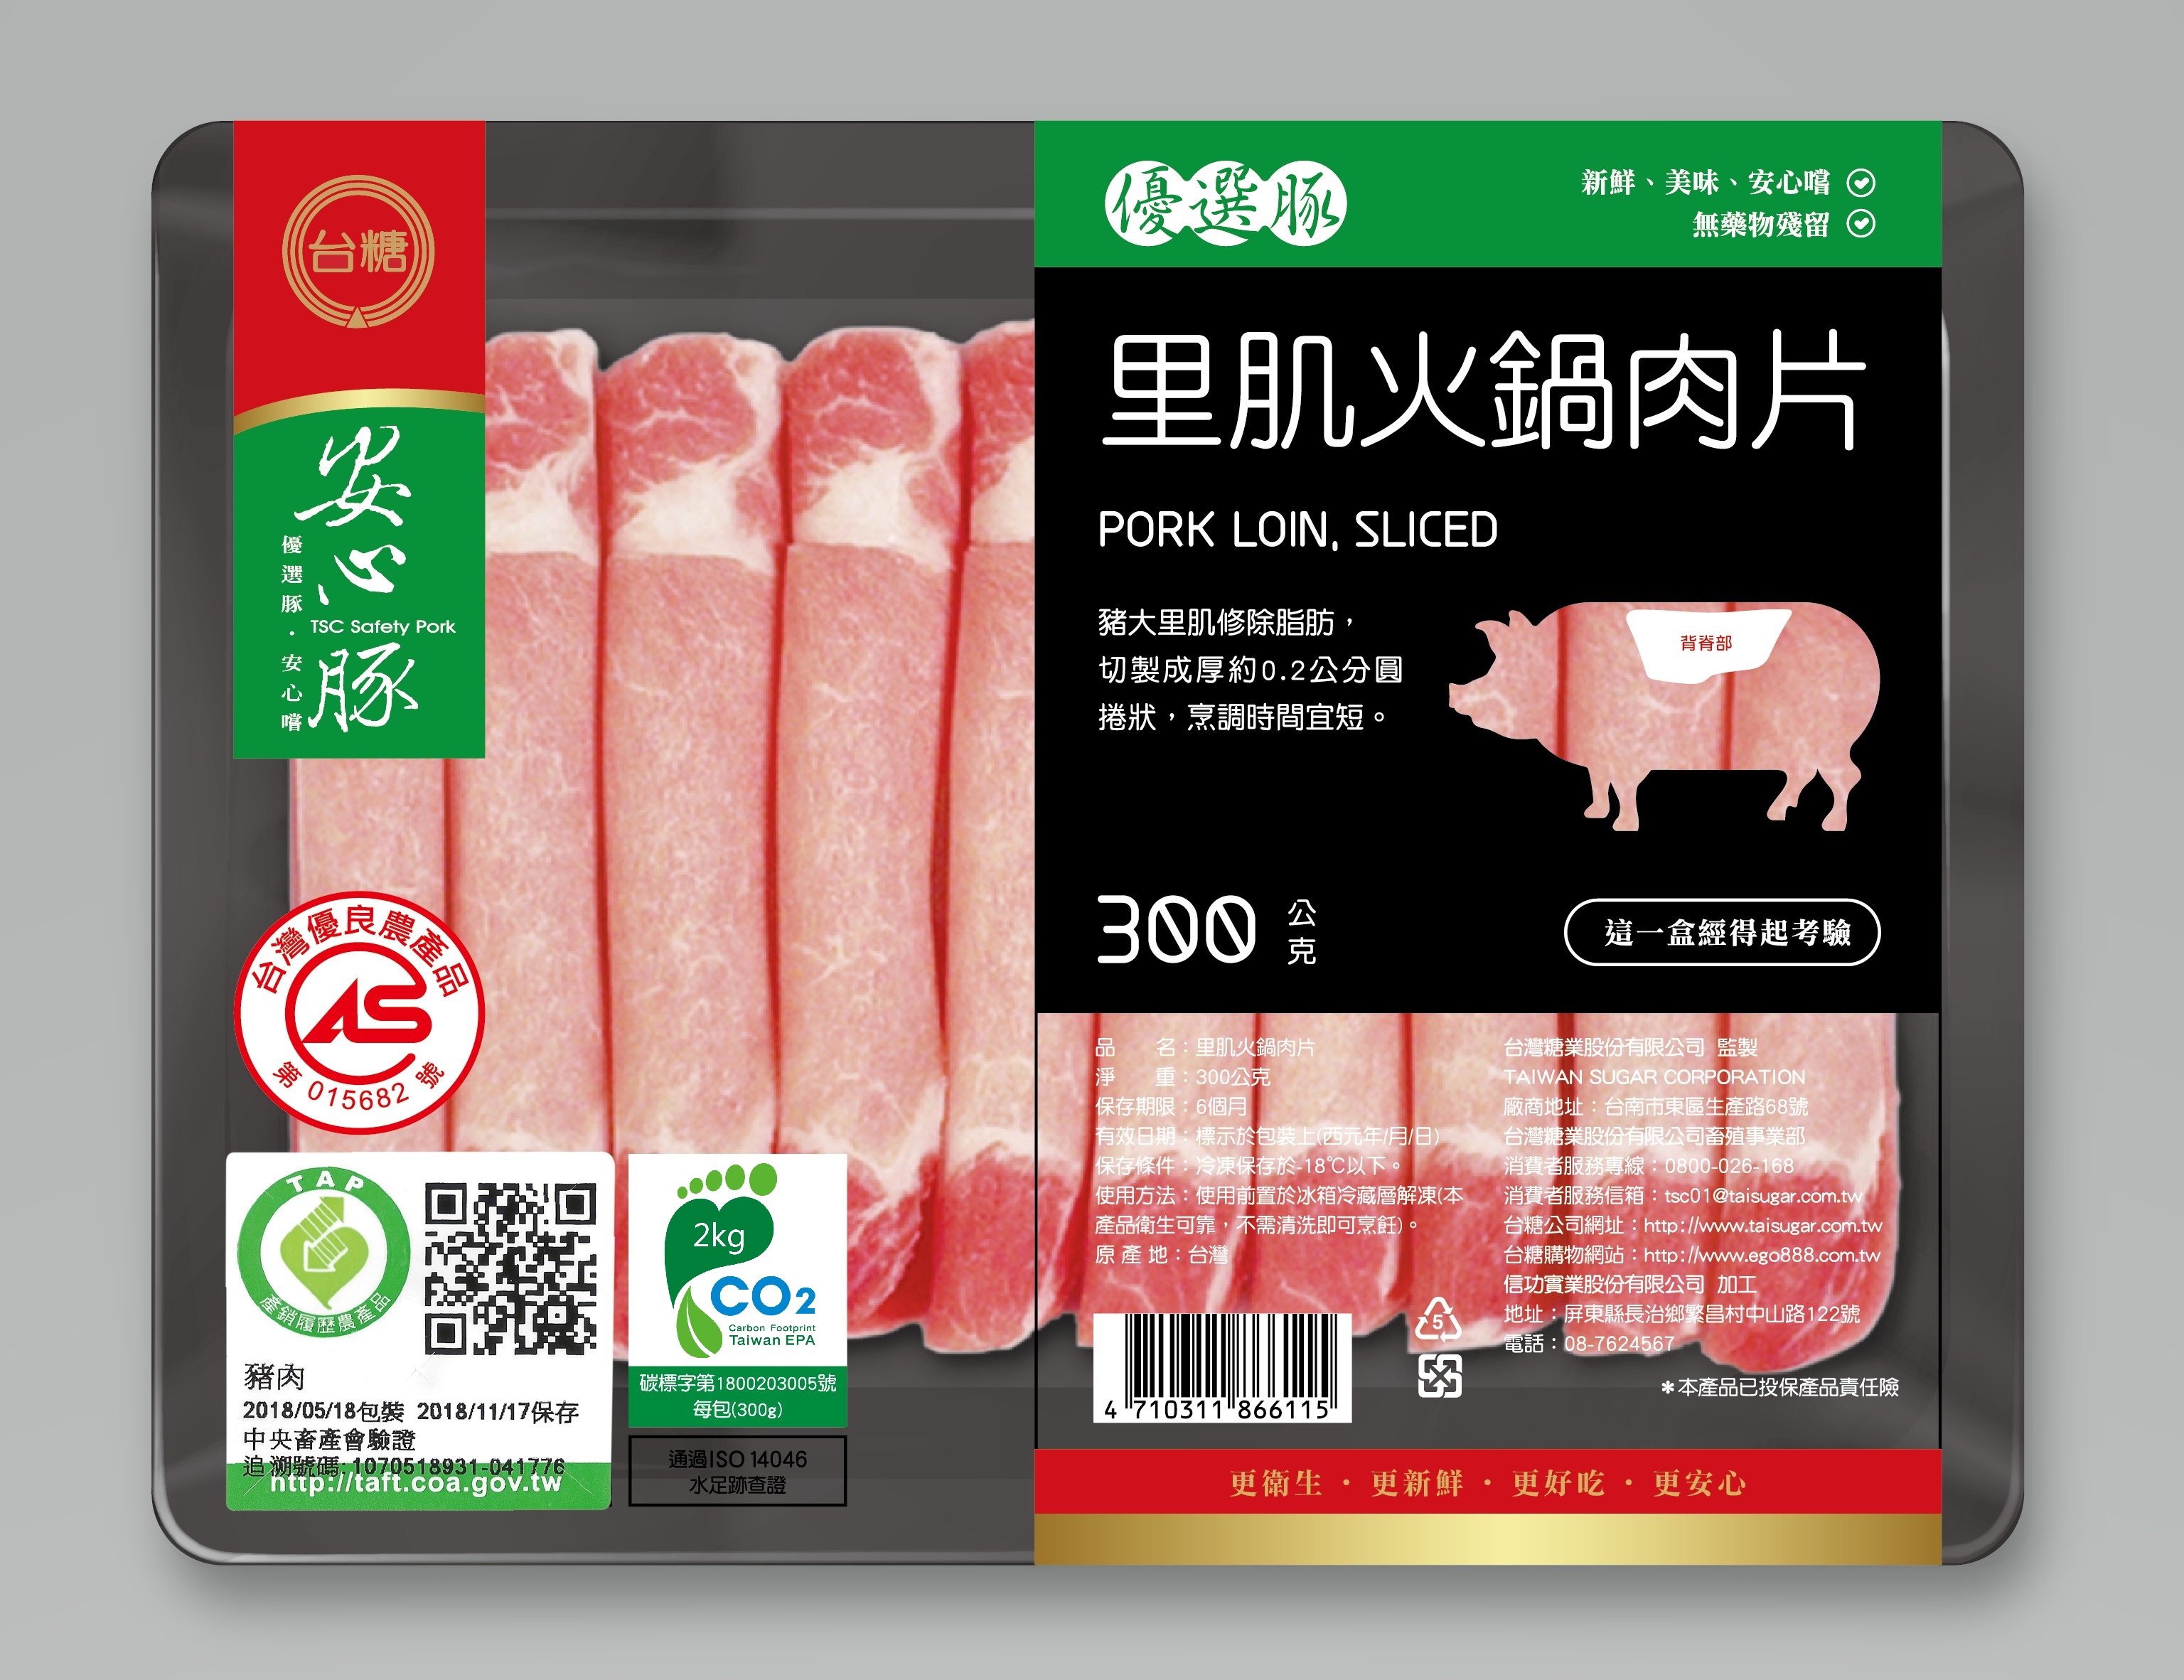 台糖
安心豚
TSC Safety Pork
優選豚·安心嚐
台灣優良農產品
CAS
第 015682 號
TAP
產銷履歷農產品
豬肉
2018/05/18包裝 2018/11/17保存
中央畜產會驗證
追溯號碼:1070518931-041776
http://taft.coa.gov.tw
2kg
CO2
Carbon Footprint
Taiwan EPA
碳標字第1800203005號
每包(300g)
通過ISO 14046
水足跡查證
優選豚
新鮮、美味、安心嚐
無藥物殘留
里肌火鍋肉片
PORK LOIN, SLICED
豬大里肌修除脂肪，
切製成厚約0.2公分圓
捲狀，烹調時間宜短。
背脊部
300 公克
這一盒經得起考驗
品　　名：里肌火鍋肉片
淨　　重：300公克
保存期限：6個月
有效日期：標示於包裝上(西元年/月/日)
保存條件：冷凍保存於-18℃以下。
使用方法：使用前置於冰箱冷藏層解凍(本
產品衛生可靠，不需清洗即可烹飪)。
原 產 地：台灣
台灣糖業股份有限公司 監製
TAIWAN SUGAR CORPORATION
廠商地址：台南市東區生產路68號
台灣糖業股份有限公司畜殖事業部
消費者服務專線：0800-026-168
消費者服務信箱：tsc01@taisugar.com.tw
台糖公司網址：http://www.taisugar.com.tw
台糖購物網站：http://www.ego888.com.tw
信功實業股份有限公司 加工
地址：屏東縣長治鄉繁昌村中山路122號
電話：08-7624567
5
4 710311 866115
＊本產品已投保產品責任險
更衛生·更新鮮·更好吃·更安心